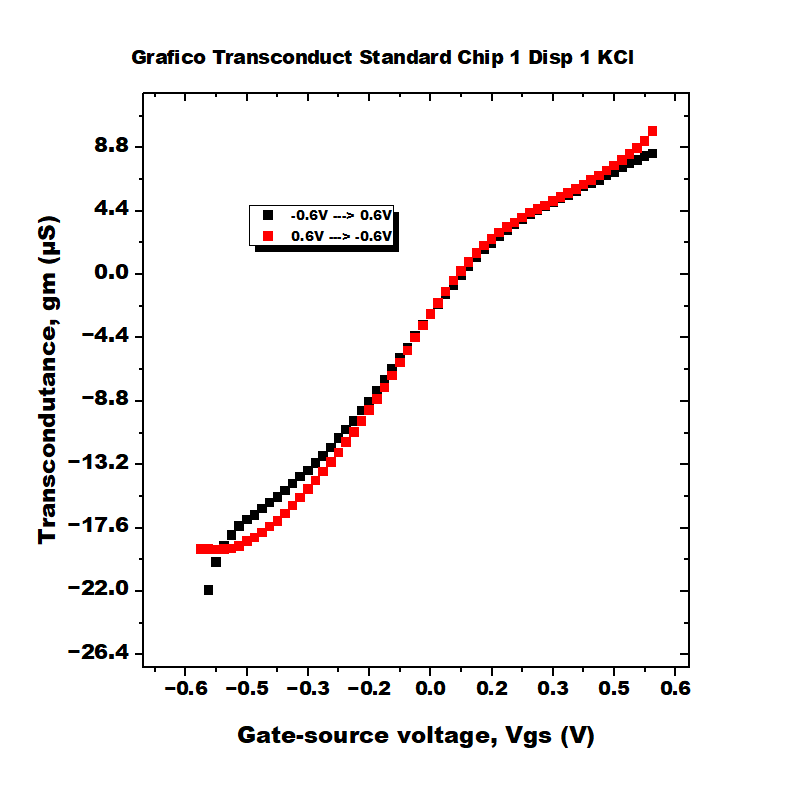 Grafico Transconduct Standard Chip 1 Disp 1 KCl
8.8
4.4
0.0
−4.4
−8.8
−13.2
−17.6
−22.0
−26.4
Transcondutance, gm (µS)
-0.6V ---> 0.6V
0.6V ---> -0.6V
−0.6 −0.5 −0.3 −0.2 0.0 0.2 0.3 0.5 0.6
Gate-source voltage, Vgs (V)